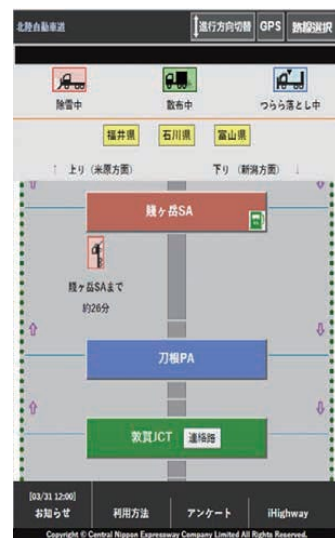 北陸自動車道
進行方向切替
GPS
路線選択
除雪中
散布中
つらら落とし中
福井県
石川県
富山県
↑ 上り (米原方面)
下り (新潟方面) ↓
賤ヶ岳SA
賤ヶ岳SAまで
約26分
刀根PA
敦賀JCT
連絡路
[03/31 12:00]
お知らせ
利用方法
アンケート
iHighway
Copyright © Central Nippon Expressway Company Limited All Rights Reserved.